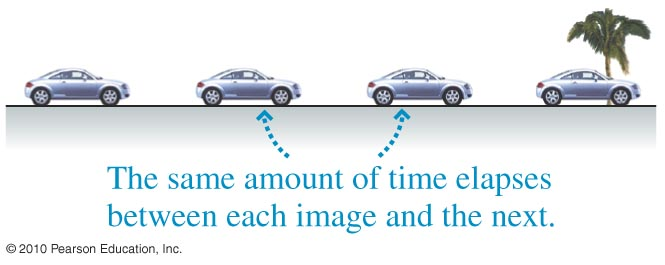 The same amount of time elapses
between each image and the next.
© 2010 Pearson Education, Inc.